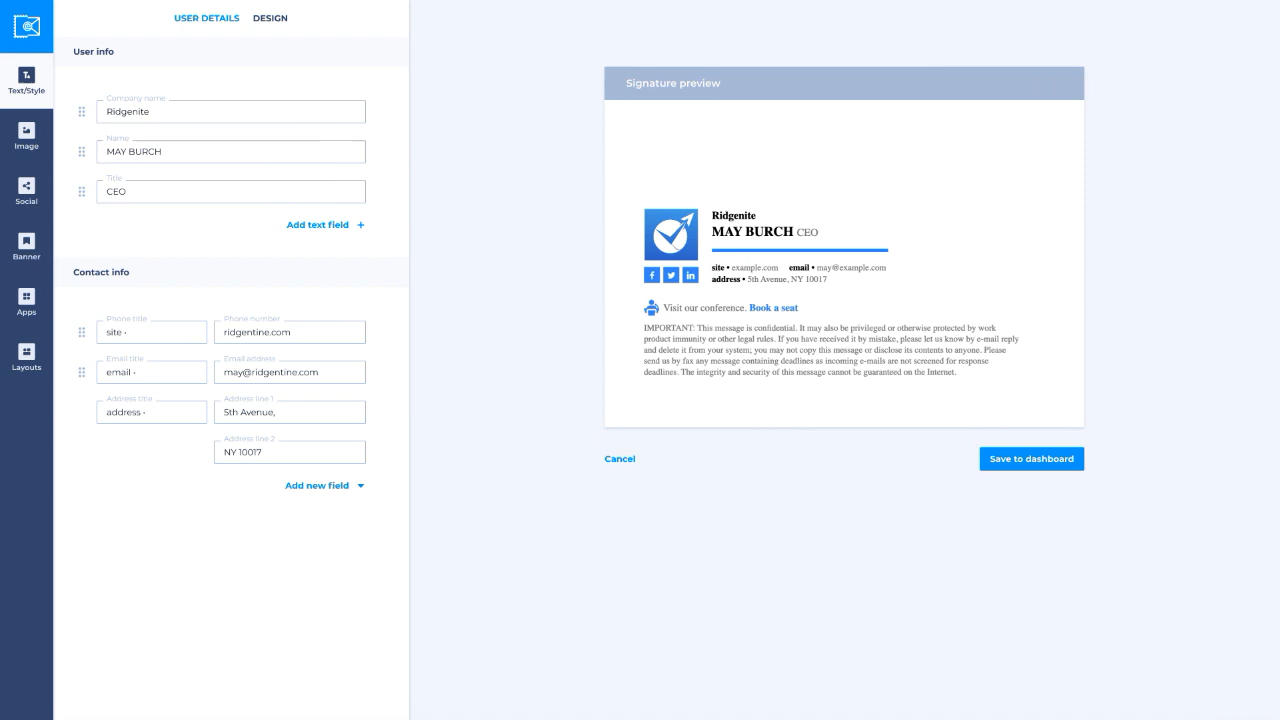 USER DETAILS DESIGN
User info
Text/Style
Company name
Ridgenite
Name
MAY BURCH
Title
CEO
Add text field +
Image
Social
Banner
Apps
Layouts
Contact info
Phone title Phone number
site • ridgentine.com
Email title Email address
email • may@ridgentine.com
Address title Address line 1
address • 5th Avenue,
Address line 2
NY 10017
Add new field
Signature preview
Ridgenite
MAY BURCH CEO
site • example.com email • may@example.com
address • 5th Avenue, NY 10017
f in
Visit our conference. Book a seat
IMPORTANT: This message is confidential. It may also be privileged or otherwise protected by work
product immunity or other legal rules. If you have received it by mistake, please let us know by e-mail reply
and delete it from your system; you may not copy this message or disclose its contents to anyone. Please
send us by fax any message containing deadlines as incoming e-mails are not screened for response
deadlines. The integrity and security of this message cannot be guaranteed on the Internet.
Cancel Save to dashboard